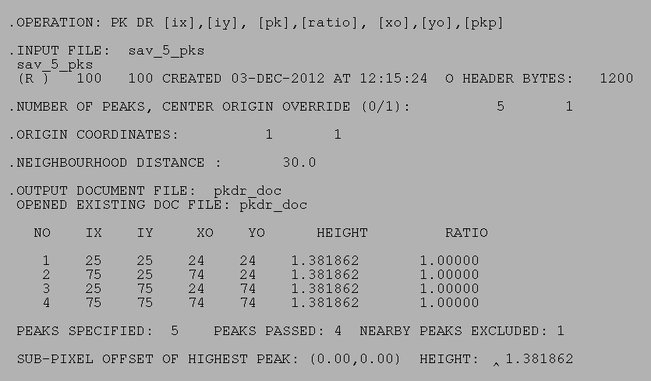 .OPERATION: PK DR [ix],[iy], [pk],[ratio], [xo],[yo],[pkp]
.INPUT FILE: sav_5_pks
sav_5_pks
(R ) 100 100 CREATED 03-DEC-2012 AT 12:15:24 O HEADER BYTES: 1200
.NUMBER OF PEAKS, CENTER ORIGIN OVERRIDE (0/1): 5 1
.ORIGIN COORDINATES: 1 1
.NEIGHBOURHOOD DISTANCE : 30.0
.OUTPUT DOCUMENT FILE: pkdr_doc
OPENED EXISTING DOC FILE: pkdr_doc
NO IX IY XO YO HEIGHT RATIO
1 25 25 24 24 1.381862 1.00000
2 75 25 74 24 1.381862 1.00000
3 25 75 24 74 1.381862 1.00000
4 75 75 74 74 1.381862 1.00000
PEAKS SPECIFIED: 5 PEAKS PASSED: 4 NEARBY PEAKS EXCLUDED: 1
SUB-PIXEL OFFSET OF HIGHEST PEAK: (0.00,0.00) HEIGHT: ^ 1.381862